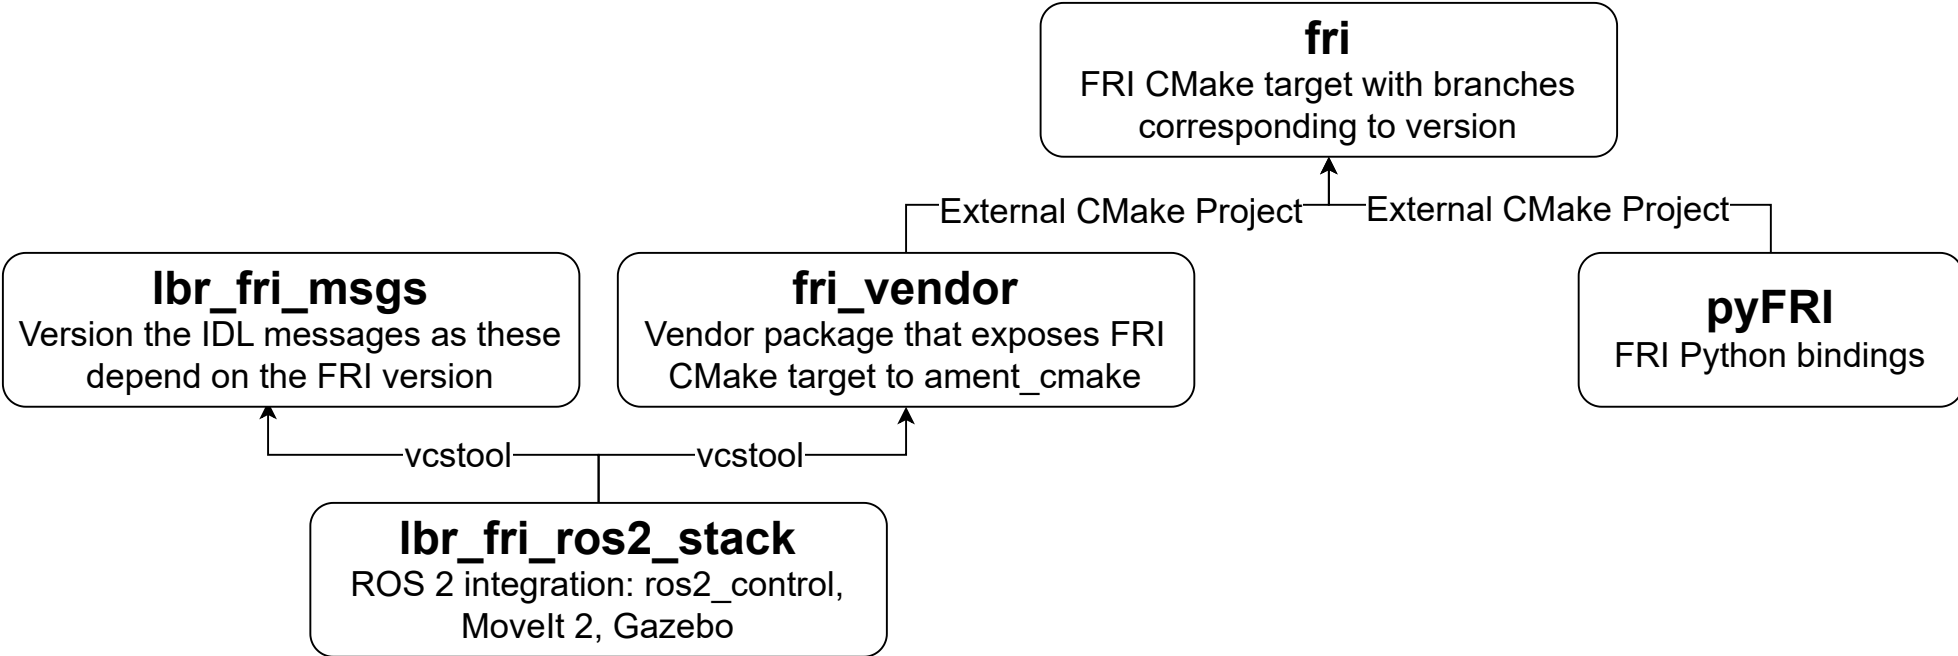 fri
FRI CMake target with branches
corresponding to version
External CMake Project
External CMake Project
lbr_fri_msgs
Version the IDL messages as these
depend on the FRI version
fri_vendor
Vendor package that exposes FRI
CMake target to ament_cmake
pyFRI
FRI Python bindings
vcstool
vcstool
lbr_fri_ros2_stack
ROS 2 integration: ros2_control,
MoveIt 2, Gazebo